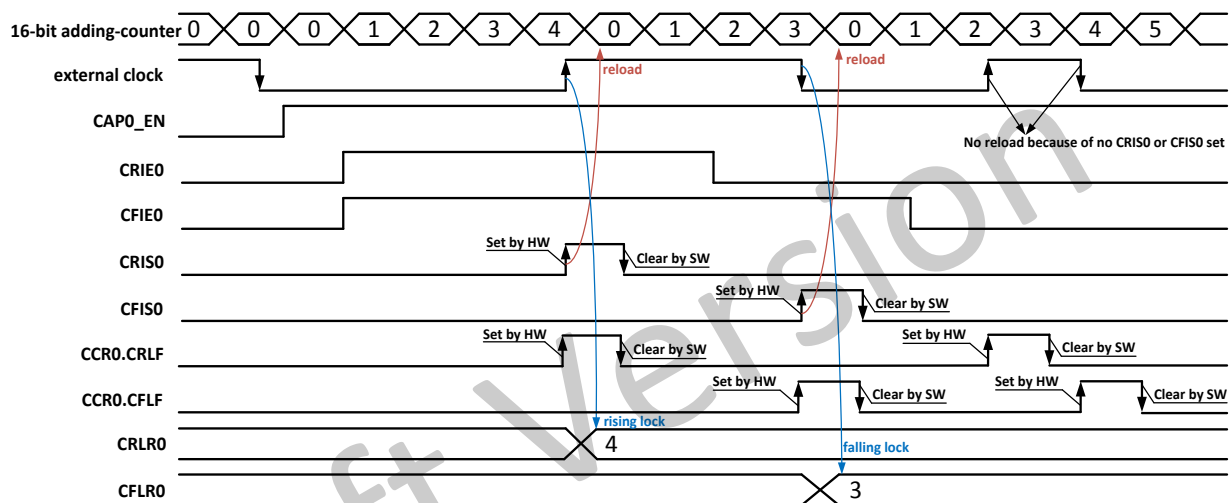 16-bit adding-counter 0 0 0 1 2 3 4 0 1 2 3 0 1 2 3 4 5
external clock
reload
reload
CAP0_EN
No reload because of no CRIS0 or CFIS0 set
CRIE0
CFIE0
CRIS0 Set by HW Clear by SW
CFIS0 Set by HW Clear by SW
CCR0.CRLF Set by HW Clear by SW Set by HW Clear by SW
CCR0.CFLF Set by HW Clear by SW Set by HW Clear by SW
rising lock
CRLR0 4
falling lock
CFLR0 3
ft Version